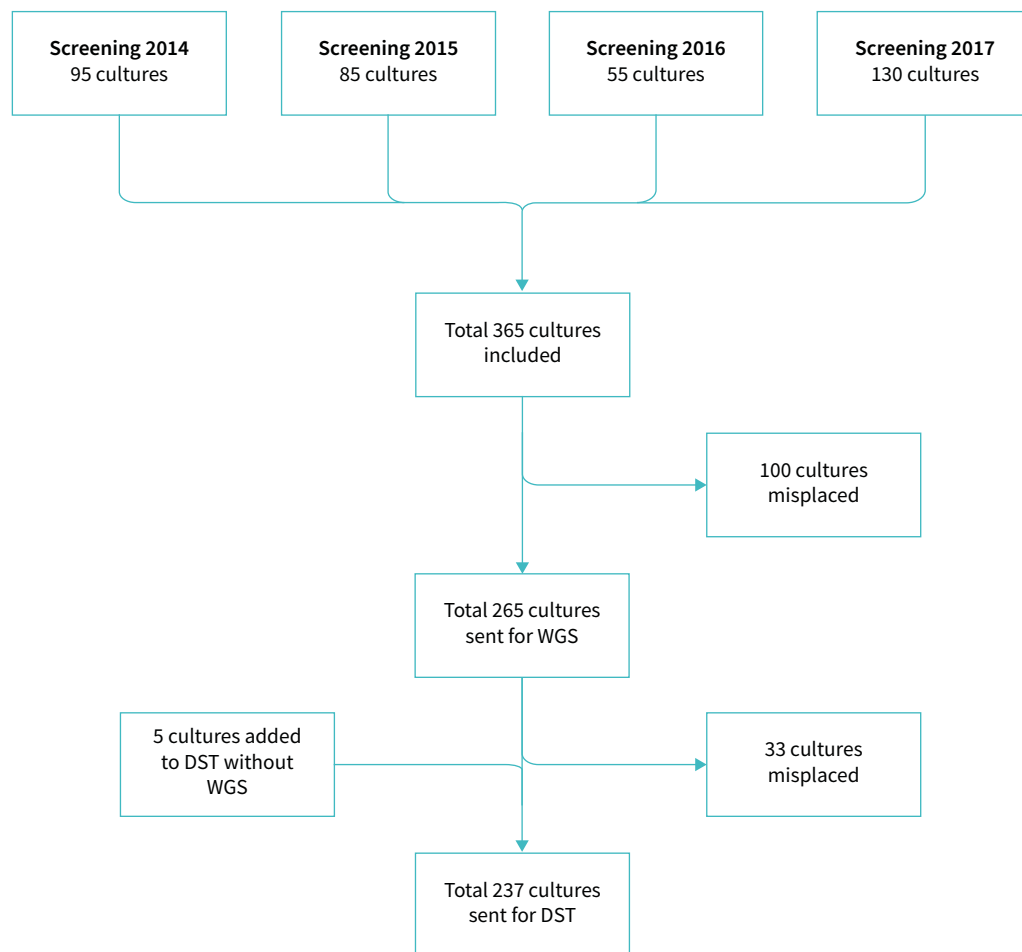 Screening 2014
95 cultures
Screening 2015
85 cultures
Screening 2016
55 cultures
Screening 2017
130 cultures
Total 365 cultures
included
100 cultures
misplaced
Total 265 cultures
sent for WGS
5 cultures added
to DST without
WGS
33 cultures
misplaced
Total 237 cultures
sent for DST